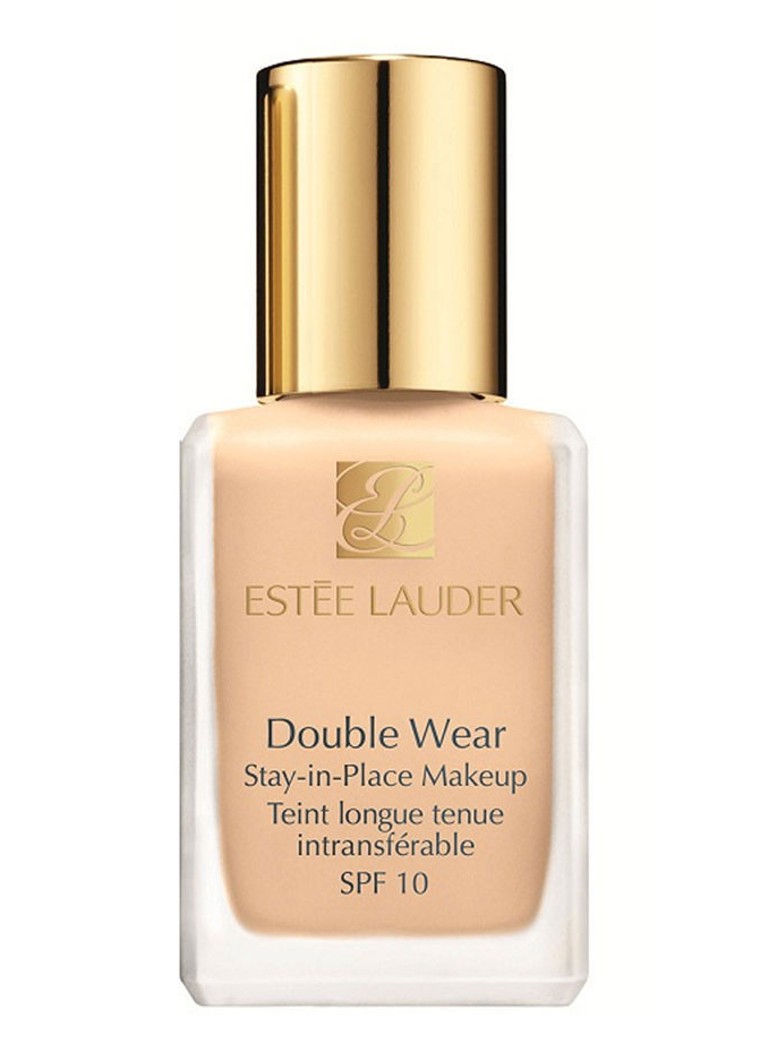 ESTĒE LAUDER
Double Wear
Stay-in-Place Makeup
Teint longue tenue
intransférable
SPF 10